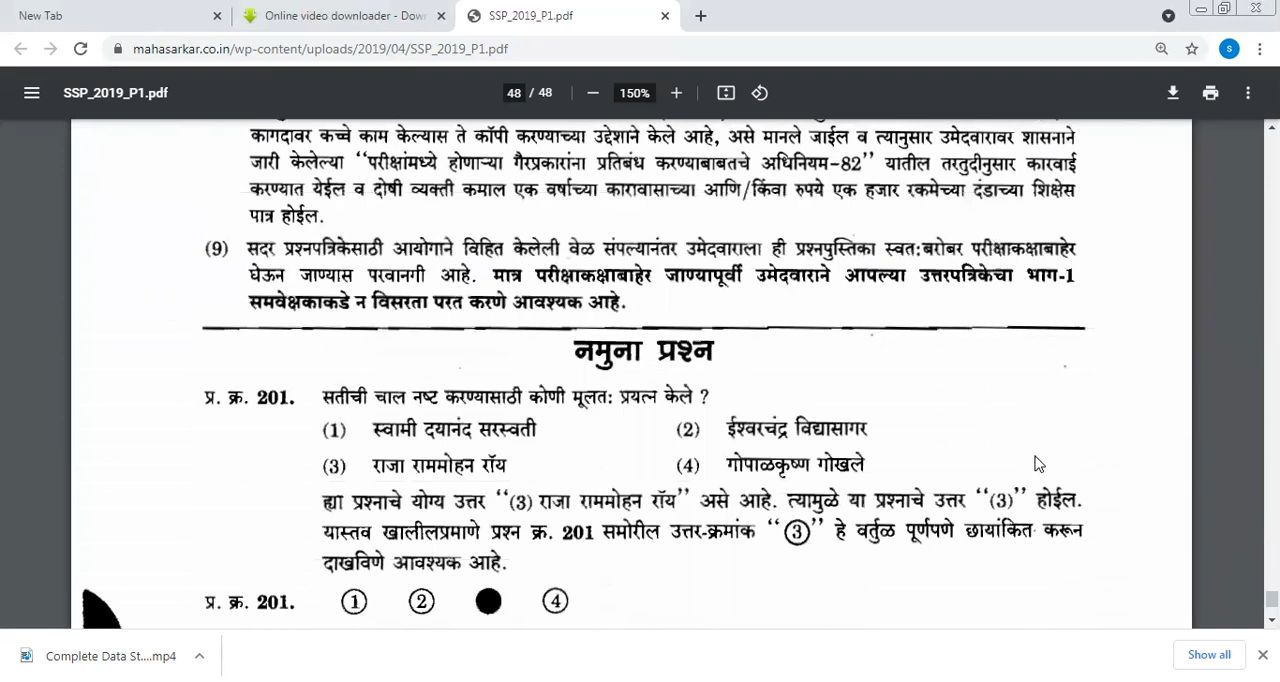 New Tab
Online video downloader - Dow
SSP_2019_P1.pdf
mahasarkar.co.in/wp-content/uploads/2019/04/SSP_2019_P1.pdf
S
SSP_2019_P1.pdf
48 / 48
150%
कागदावर कच्चे काम केल्यास ते कॉपी करण्याच्या उद्देशाने केले आहे, असे मानले जाईल व त्यानुसार उमेदवारावर शासनाने
जारी केलेल्या “परीक्षांमध्ये होणाऱ्या गैरप्रकारांना प्रतिबंध करण्याबाबतचे अधिनियम-82” यातील तरतुदीनुसार कारवाई
करण्यात येईल व दोषी व्यक्ती कमाल एक वर्षाच्या कारावासाच्या आणि/किंवा रुपये एक हजार रकमेच्या दंडाच्या शिक्षेस
पात्र होईल.
(9) सदर प्रश्नपत्रिकेसाठी आयोगाने विहित केलेली वेळ संपल्यानंतर उमेदवाराला ही प्रश्नपुस्तिका स्वत:बरोबर परीक्षाकक्षाबाहेर
घेऊन जाण्यास परवानगी आहे. मात्र परीक्षाकक्षाबाहेर जाण्यापूर्वी उमेदवाराने आपल्या उत्तरपत्रिकेचा भाग-1
समवेक्षकाकडे न विसरता परत करणे आवश्यक आहे.
नमुना प्रश्न
प्र. क्र. 201. सतीची चाल नष्ट करण्यासाठी कोणी मूलत: प्रयत्न केले ?
(1) स्वामी दयानंद सरस्वती (2) ईश्वरचंद्र विद्यासागर
(3) राजा राममोहन रॉय (4) गोपाळकृष्ण गोखले
ह्या प्रश्नाचे योग्य उत्तर “(3) राजा राममोहन रॉय” असे आहे. त्यामुळे या प्रश्नाचे उत्तर “(3)” होईल.
यास्तव खालीलप्रमाणे प्रश्न क्र. 201 समोरील उत्तर-क्रमांक “③” हे वर्तुळ पूर्णपणे छायांकित करून
दाखविणे आवश्यक आहे.
प्र. क्र. 201. ① ② ● ④
Complete Data St....mp4
Show all